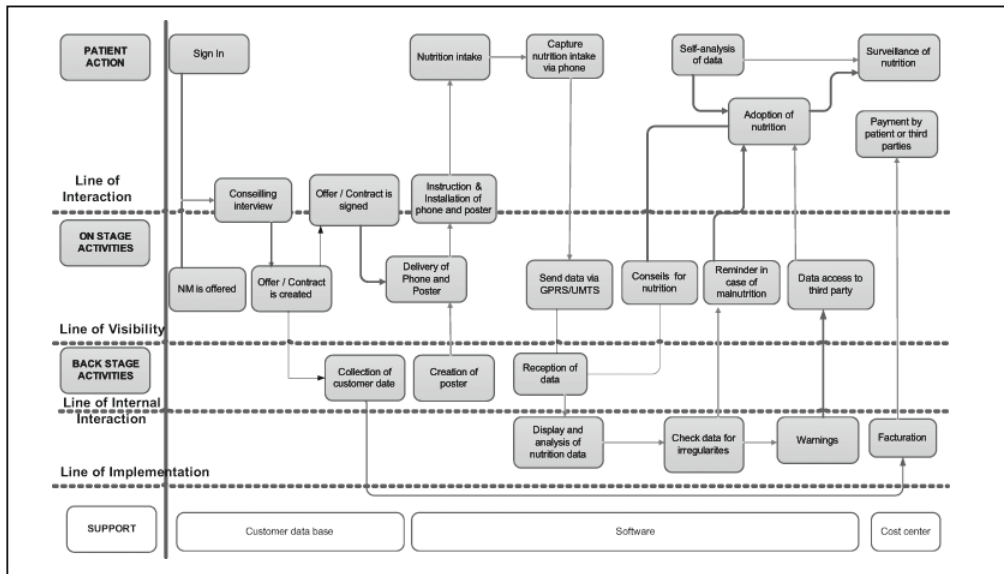 PATIENT
ACTION
Sign In
Nutrition intake
Capture
nutrition intake
via phone
Self-analysis
of data
Surveillance of
nutrition
Adoption of
nutrition
Payment by
patient or third
parties
Line of
Interaction
Conseilling
interview
Offer / Contract is
signed
Instruction &
Installation of
phone and poster
ON STAGE
ACTIVITIES
NM is offered
Offer / Contract
is created
Delivery of
Phone and
Poster
Send data via
GPRS/UMTS
Conseils for
nutrition
Reminder in
case of
malnutrition
Data access to
third party
Line of Visibility
BACK STAGE
ACTIVITIES
Collection of
customer date
Creation of
poster
Reception of
data
Line of Internal
Interaction
Display and
analysis of
nutrition data
Check data for
irregularites
Warnings
Facturation
Line of Implementation
SUPPORT
Customer data base
Software
Cost center